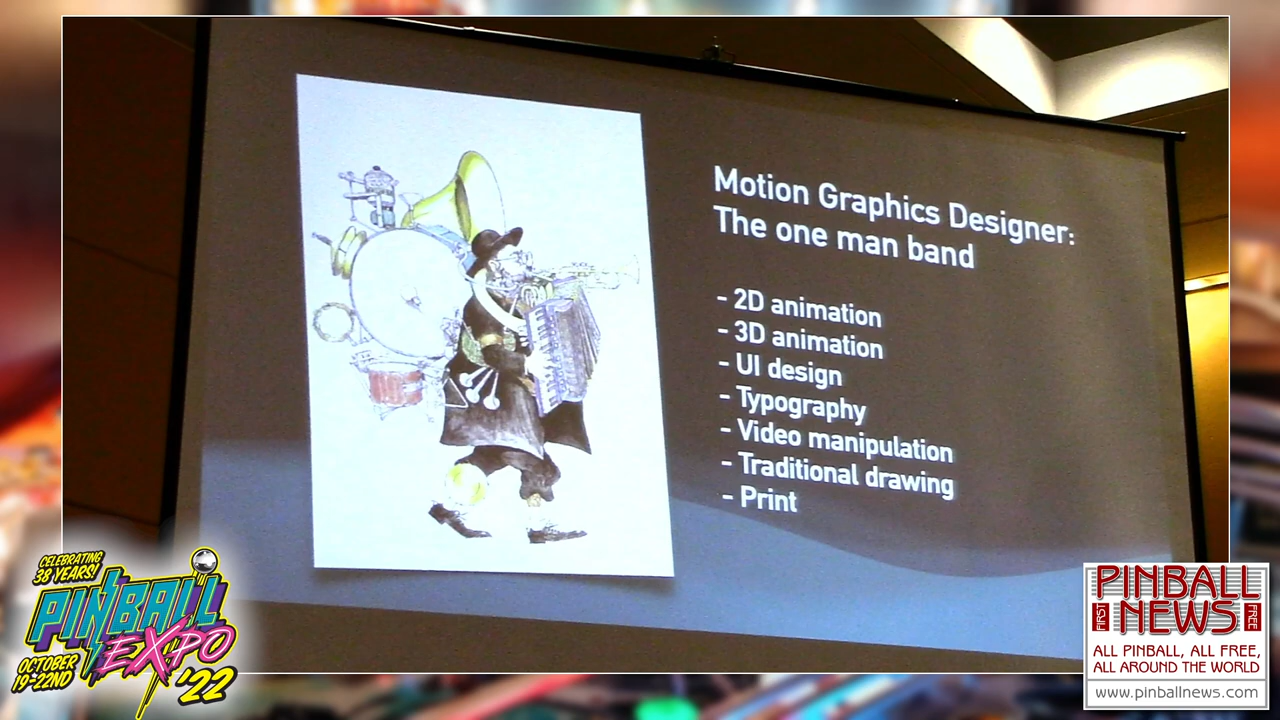 Motion Graphics Designer:
The one man band
- 2D animation
- 3D animation
- UI design
- Typography
- Video manipulation
- Traditional drawing
- Print
CELEBRATING
38 YEARS!
PINBALL
EXPO
OCTOBER
19-22ND
'22
PINBALL
FIRST NEWS FREE
ALL PINBALL, ALL FREE,
ALL AROUND THE WORLD
www.pinballnews.com